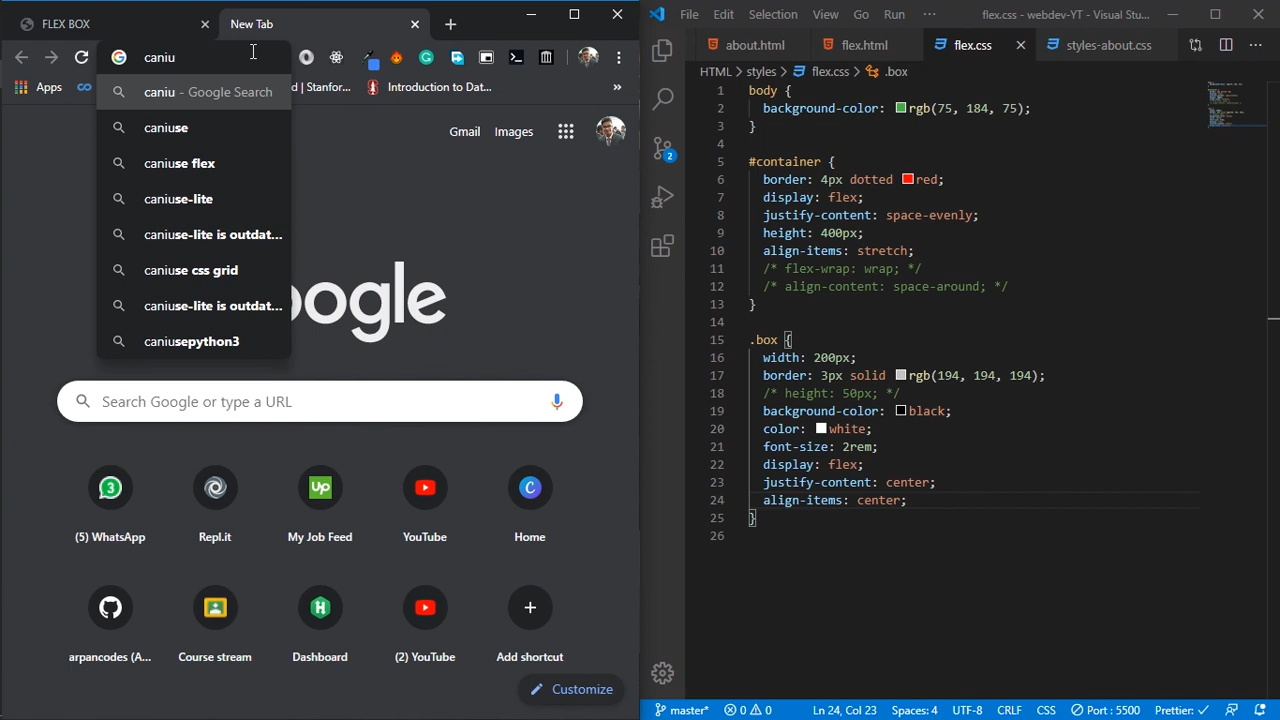 FLEX BOX
New Tab
caniu
Apps
d | Stanfor...
Introduction to Dat...
»
caniu - Google Search
caniuse
caniuse flex
caniuse-lite
caniuse-lite is outdat...
caniuse css grid
caniuse-lite is outdat...
caniusepython3
Gmail
Images
oogle
Search Google or type a URL
3
(5) WhatsApp
Repl.it
Up
My Job Feed
YouTube
C
Home
arpancodes (A...
Course stream
Dashboard
(2) YouTube
Add shortcut
Customize
File Edit Selection View Go Run ···
flex.css - webdev-YT - Visual Stu...
about.html
flex.html
flex.css
styles-about.css
HTML > styles > flex.css > .box
2
1 body {
2 background-color: rgb(75, 184, 75);
3 }
4
5 #container {
6 border: 4px dotted red;
7 display: flex;
8 justify-content: space-evenly;
9 height: 400px;
10 align-items: stretch;
11 /* flex-wrap: wrap; */
12 /* align-content: space-around; */
13 }
14
15 .box {
16 width: 200px;
17 border: 3px solid rgb(194, 194, 194);
18 /* height: 50px; */
19 background-color: black;
20 color: white;
21 font-size: 2rem;
22 display: flex;
23 justify-content: center;
24 align-items: center;
25 }
26
master* 0 0 Ln 24, Col 23 Spaces: 4 UTF-8 CRLF CSS Port : 5500 Prettier: ✓